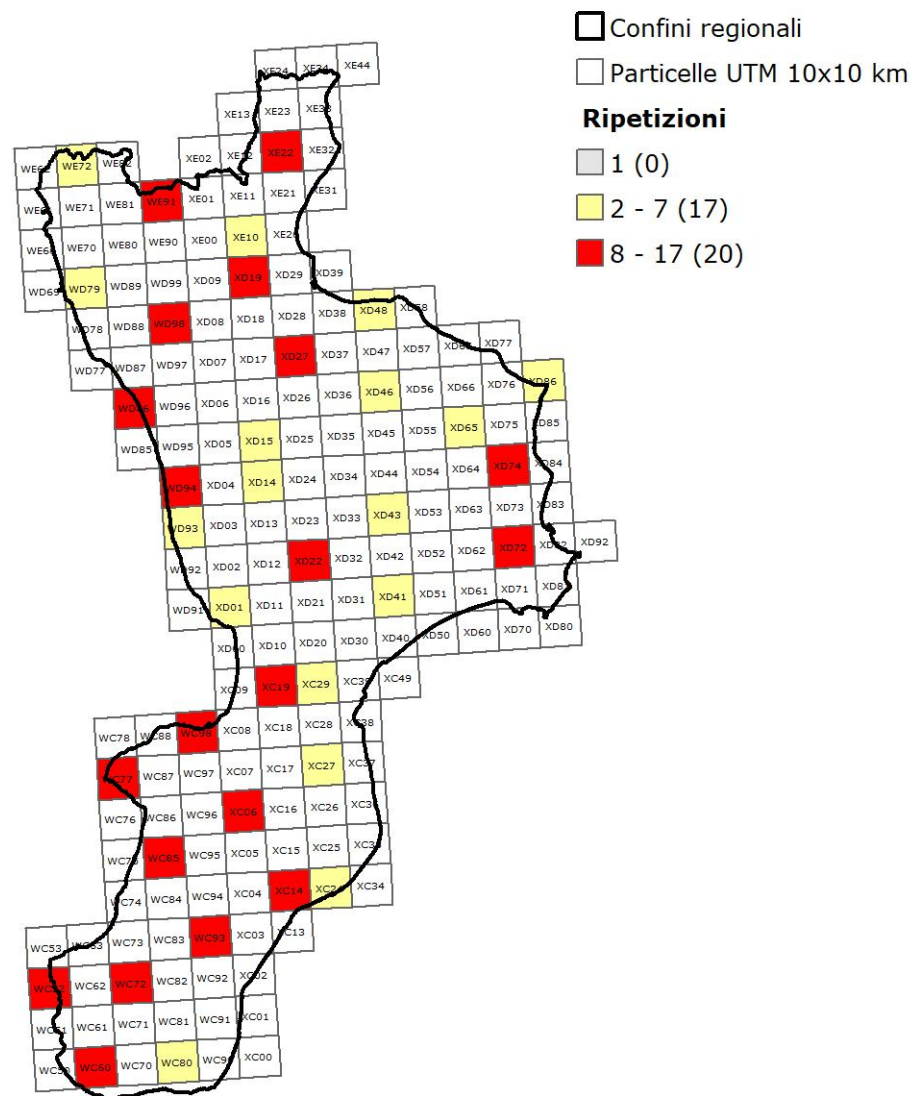 Confini regionali
Particelle UTM 10x10 km
Ripetizioni
1 (0)
2 - 7 (17)
8 - 17 (20)
XE24 XE34 XE44
XE13 XE23 XE33
WE62 WE72 WE82 XE02 XE12 XE22 XE32
WE71 WE81 WE91 XE01 XE11 XE21 XE31
WE70 WE80 WE90 XE00 XE10
WD69 WD79 WD89 WD99 XD09 XD19 XD29 XD39
WD78 WD88 WD98 XD08 XD18 XD28 XD38 XD48 XD58
WD77 WD87 WD97 XD07 XD17 XD27 XD37 XD47 XD57 XD77
WD96 XD06 XD16 XD26 XD36 XD46 XD56 XD66 XD76 XD86
WD85 WD95 XD05 XD15 XD25 XD35 XD45 XD55 XD65 XD75 XD85
WD94 XD04 XD14 XD24 XD34 XD44 XD54 XD64 XD74 XD84
WD93 XD03 XD13 XD23 XD33 XD43 XD53 XD63 XD73 XD83
WD92 XD02 XD12 XD22 XD32 XD42 XD52 XD62 XD72 XD92
WD91 XD01 XD11 XD21 XD31 XD41 XD51 XD61 XD71
XD10 XD20 XD30 XD40 XD50 XD60 XD70 XD80
XC09 XC19 XC29 XC49
WC78 WC88 WC98 XC08 XC18 XC28 XC38
WC77 WC87 WC97 XC07 XC17 XC27 XC37
WC76 WC86 WC96 XC06 XC16 XC26
WC85 WC95 XC05 XC15 XC25
WC74 WC84 WC94 XC04 XC14 XC24 XC34
WC53 WC63 WC73 WC83 WC93 XC03 XC13
WC62 WC72 WC82 WC92 XC02
WC61 WC71 WC81 WC91 XC01
WC60 WC70 WC80 XC00